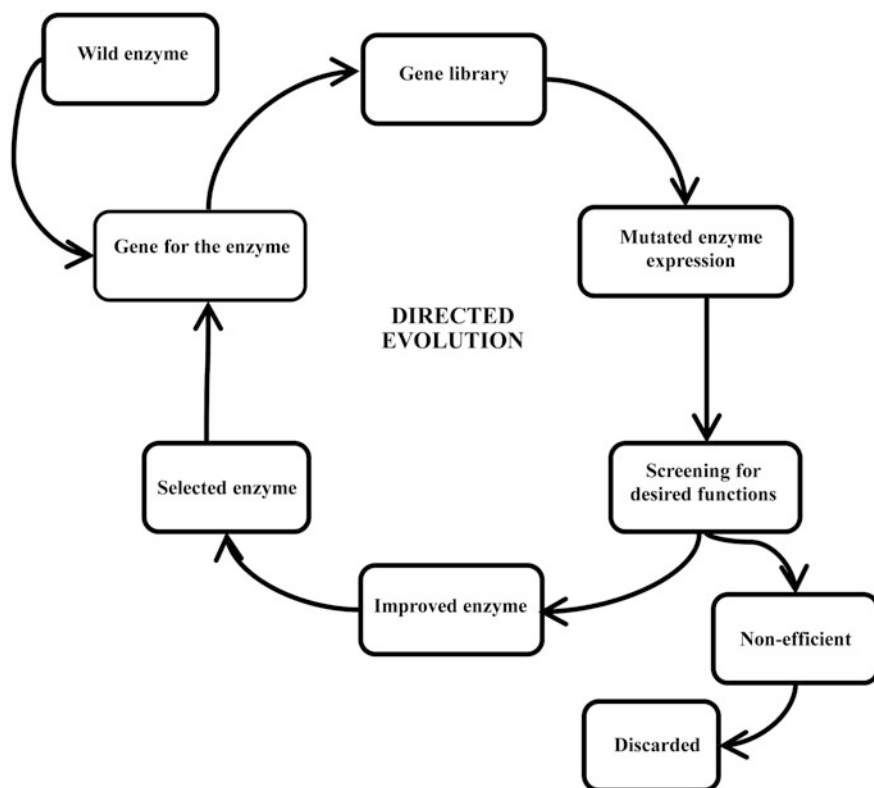 Wild enzyme
Gene library
Gene for the enzyme
Mutated enzyme
expression
DIRECTED
EVOLUTION
Screening for
desired functions
Selected enzyme
Improved enzyme
Non-efficient
Discarded